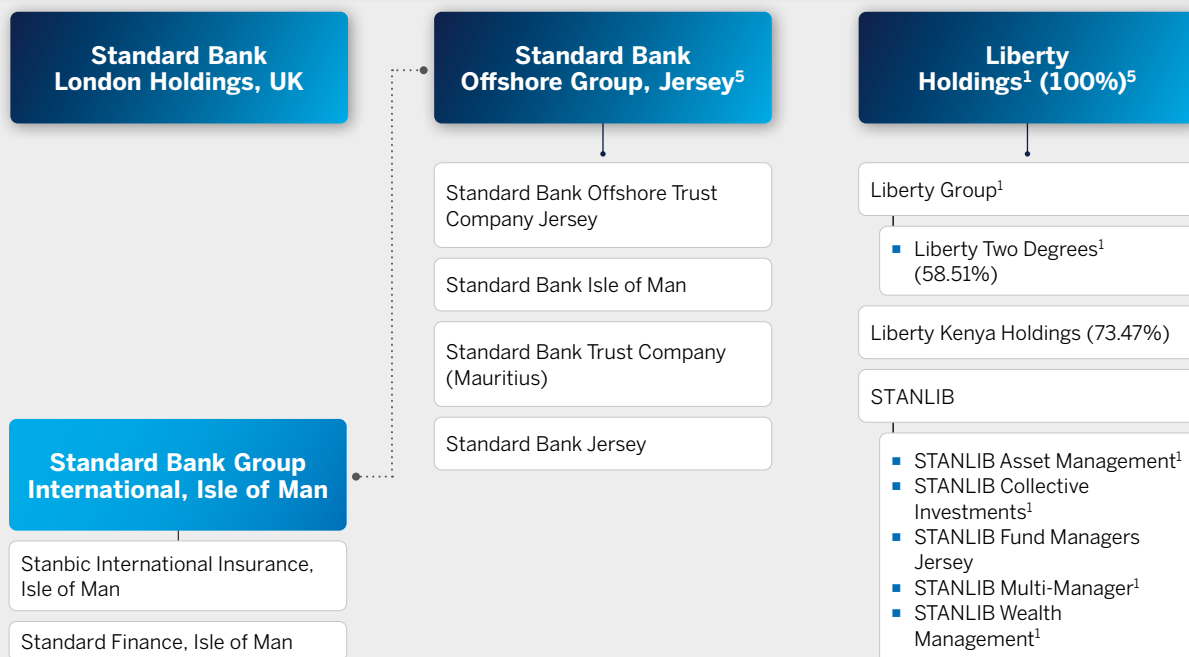 Standard Bank
London Holdings, UK
Standard Bank Group
International, Isle of Man
Stanbic International Insurance,
Isle of Man
Standard Finance, Isle of Man
Standard Bank
Offshore Group, Jersey⁵
Standard Bank Offshore Trust
Company Jersey
Standard Bank Isle of Man
Standard Bank Trust Company
(Mauritius)
Standard Bank Jersey
Liberty
Holdings¹ (100%)⁵
Liberty Group¹
▪ Liberty Two Degrees¹
(58.51%)
Liberty Kenya Holdings (73.47%)
STANLIB
▪ STANLIB Asset Management¹
▪ STANLIB Collective
Investments¹
▪ STANLIB Fund Managers
Jersey
▪ STANLIB Multi-Manager¹
▪ STANLIB Wealth
Management¹